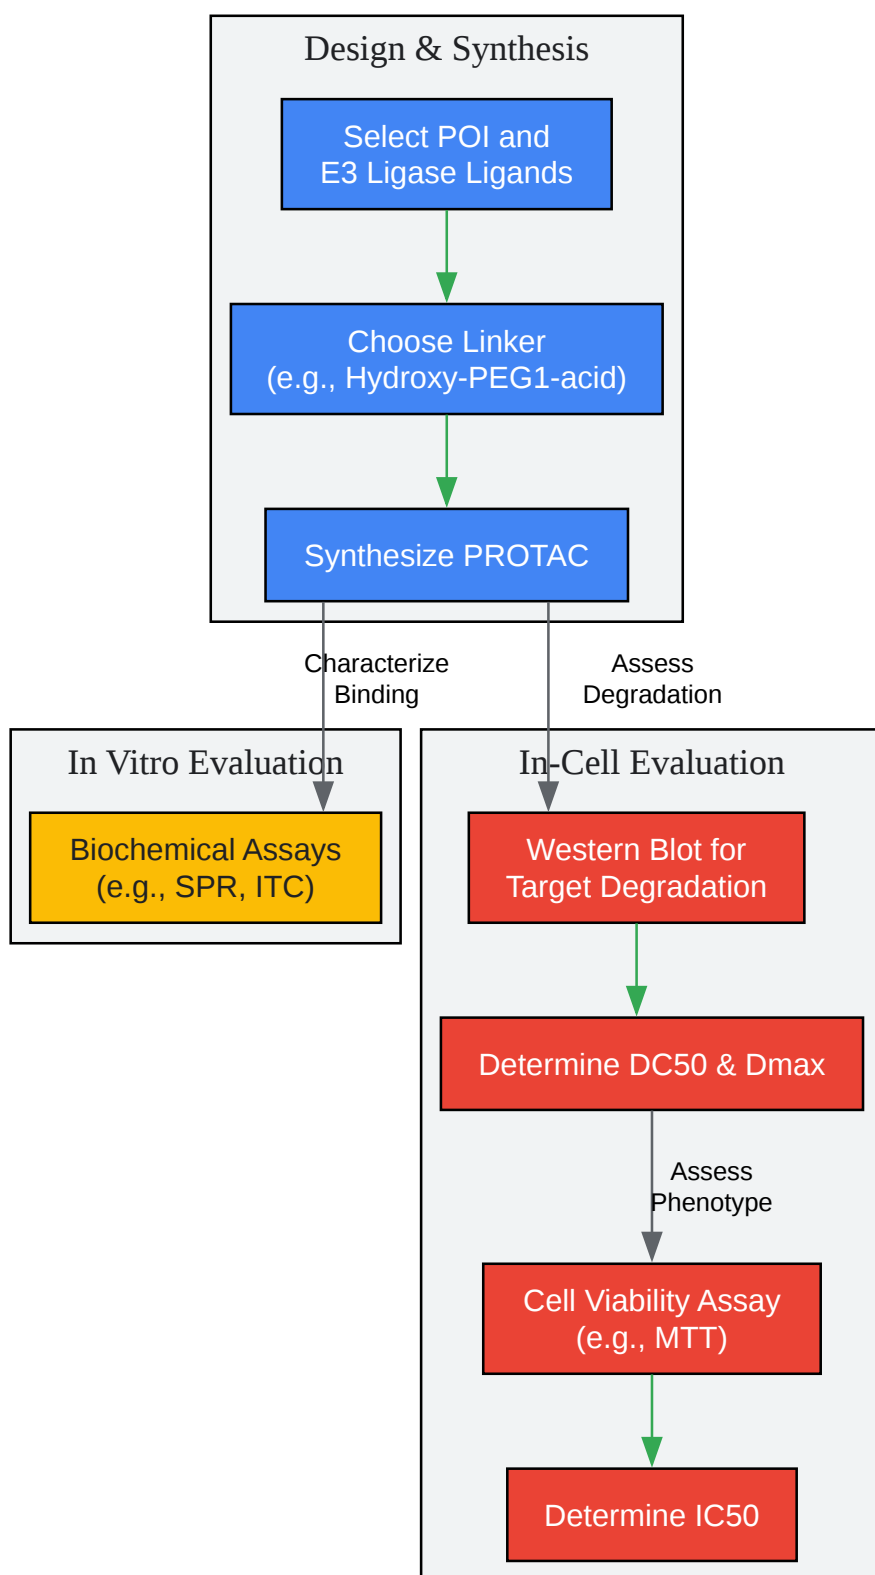 Design & Synthesis
Select POI and
E3 Ligase Ligands
Choose Linker
(e.g., Hydroxy-PEG1-acid)
Synthesize PROTAC
Characterize
Binding
Assess
Degradation
In Vitro Evaluation
Biochemical Assays
(e.g., SPR, ITC)
In-Cell Evaluation
Western Blot for
Target Degradation
Determine DC50 & Dmax
Assess
Phenotype
Cell Viability Assay
(e.g., MTT)
Determine IC50